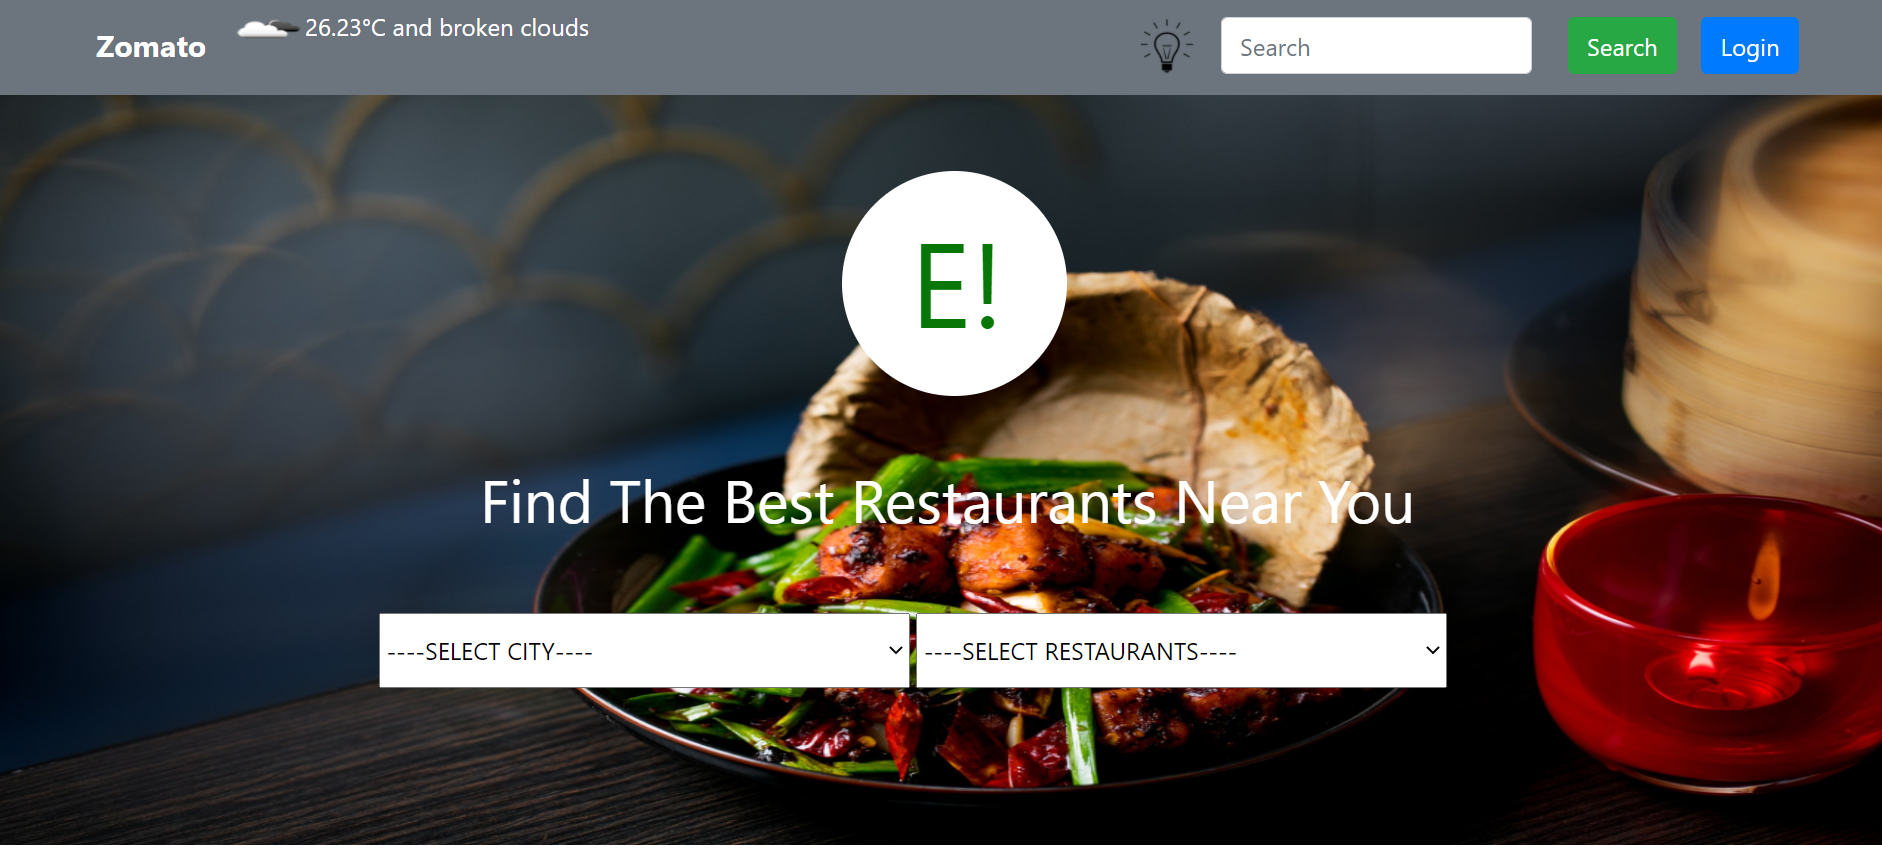 Zomato
26.23°C and broken clouds
Search
Search
Login
E!
Find The Best Restaurants Near You
----SELECT CITY----
----SELECT RESTAURANTS----